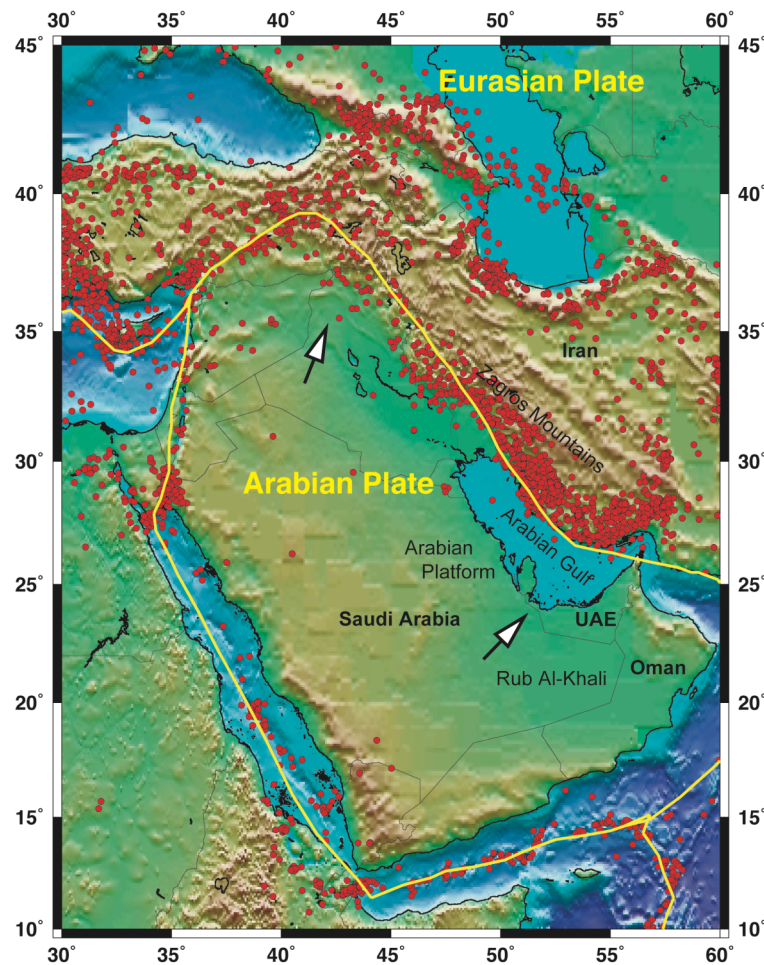 30° 35° 40° 45° 50° 55° 60°
45° 45°
Eurasian Plate
40° 40°
35° 35°
Iran
Zagros Mountains
30° 30°
Arabian Plate
Arabian Gulf
Arabian
Platform
25° 25°
Saudi Arabia
UAE
Rub Al-Khali
Oman
20° 20°
15° 15°
10° 10°
30° 35° 40° 45° 50° 55° 60°